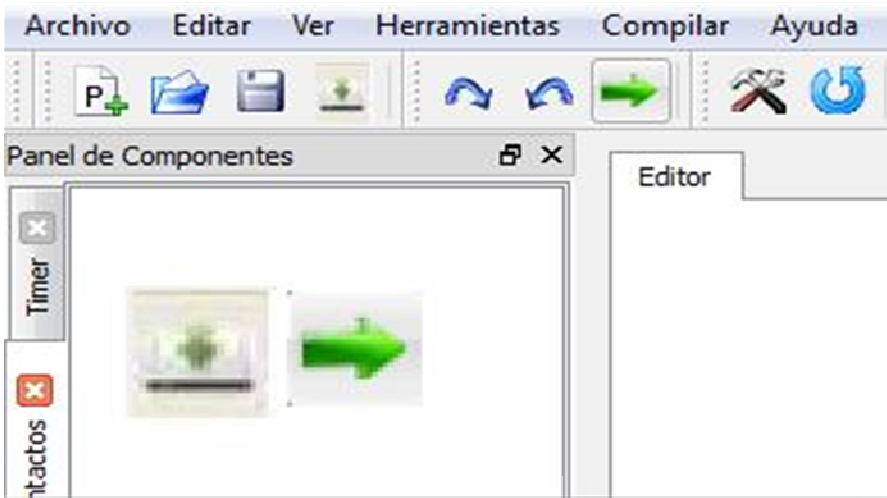 Archivo Editar Ver Herramientas Compilar Ayuda
P
Panel de Componentes
Editor
Timer
ntactos